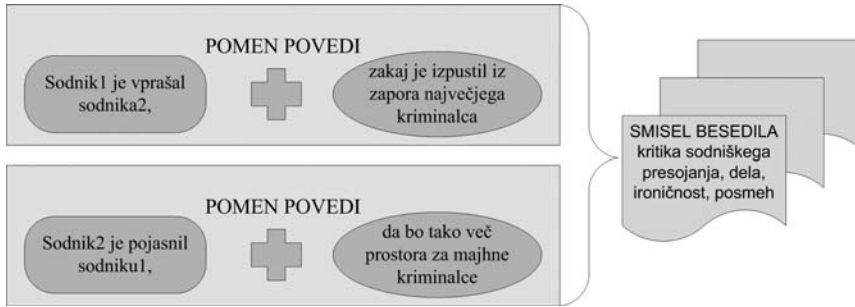 POMEN POVEDI
Sodnik1 je vprašal
sodnika2,
zakaj je izpustil iz
zapora največjega
kriminalca
POMEN POVEDI
Sodnik2 je pojasnil
sodniku1,
da bo tako več
prostora za majhne
kriminalce
SMISEL BESEDILA
kritika sodniškega
presojanja, dela,
ironičnost, posmeh